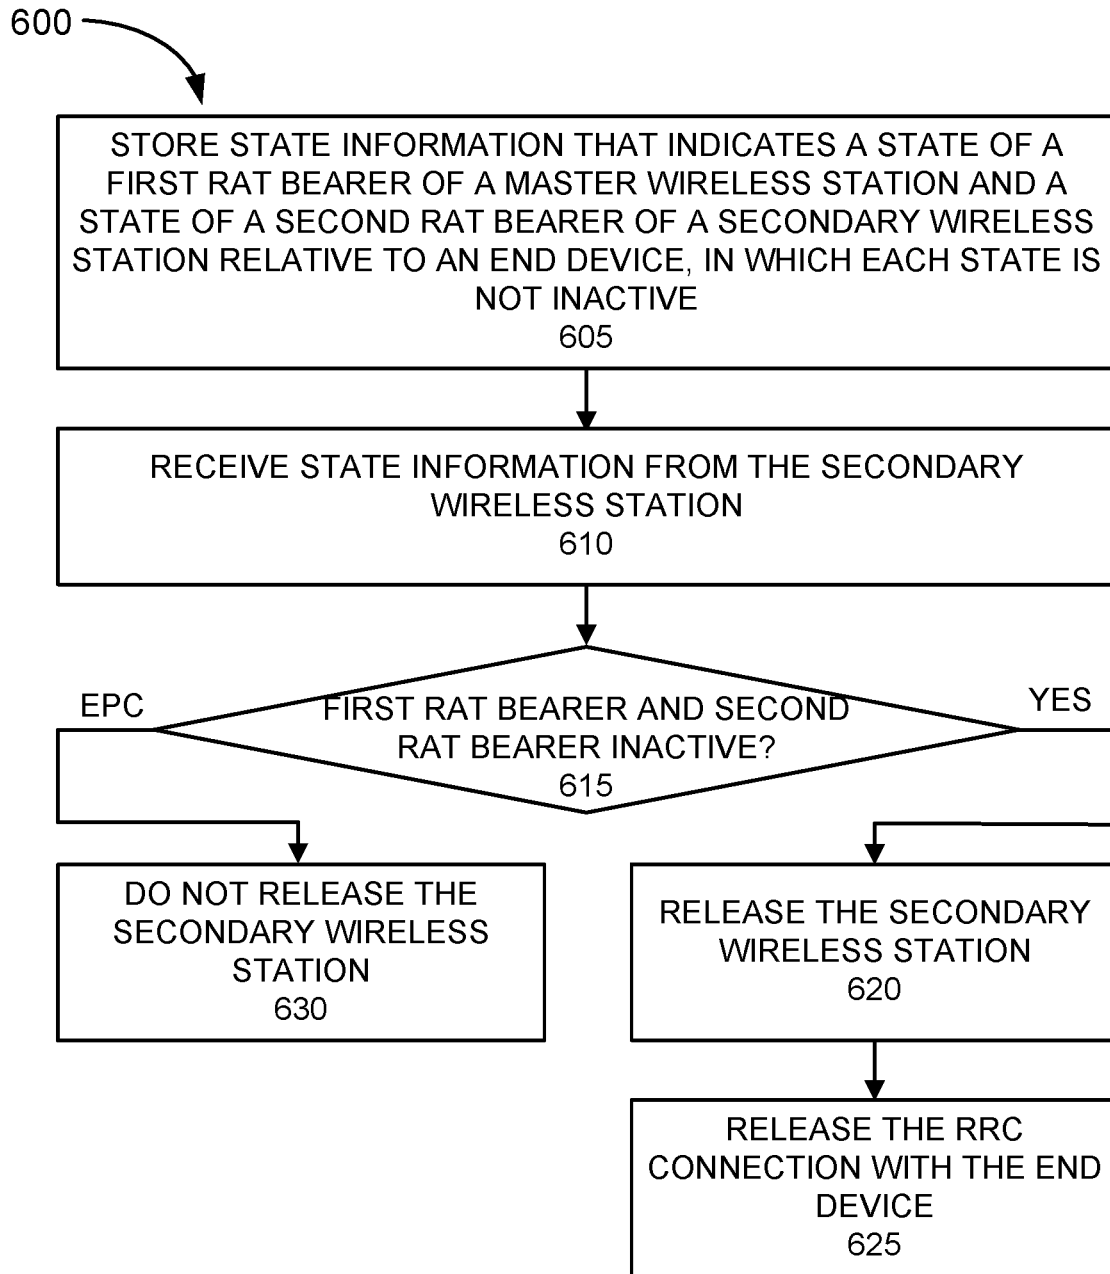 600
STORE STATE INFORMATION THAT INDICATES A STATE OF A
FIRST RAT BEARER OF A MASTER WIRELESS STATION AND A
STATE OF A SECOND RAT BEARER OF A SECONDARY WIRELESS
STATION RELATIVE TO AN END DEVICE, IN WHICH EACH STATE IS
NOT INACTIVE
605
RECEIVE STATE INFORMATION FROM THE SECONDARY
WIRELESS STATION
610
EPC
FIRST RAT BEARER AND SECOND
RAT BEARER INACTIVE?
615
YES
DO NOT RELEASE THE
SECONDARY WIRELESS
STATION
630
RELEASE THE SECONDARY
WIRELESS STATION
620
RELEASE THE RRC
CONNECTION WITH THE END
DEVICE
625